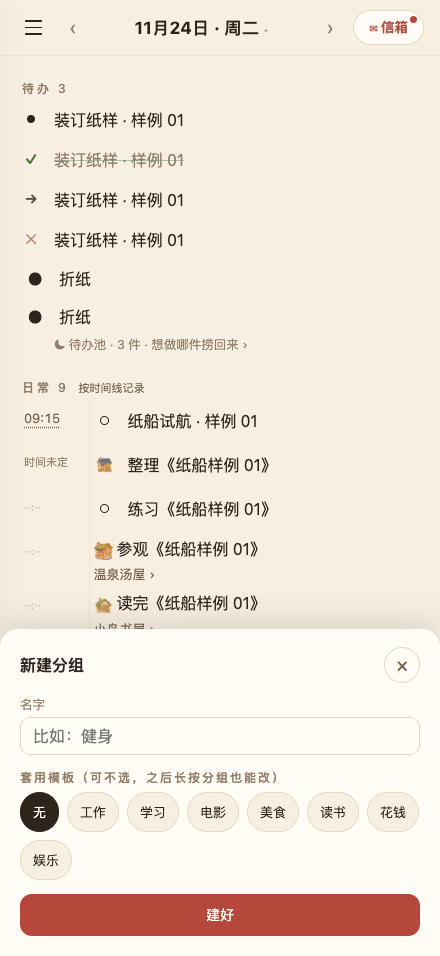 11月24日 · 周二
信箱
待办 3
装订纸样 · 样例 01
装订纸样 · 样例 01
装订纸样 · 样例 01
装订纸样 · 样例 01
折纸
折纸
待办池 · 3 件 · 想做哪件捞回来 ›
日常 9 按时间线记录
09:15 纸船试航 · 样例 01
时间未定 整理《纸船样例 01》
--:-- 练习《纸船样例 01》
--:-- 参观《纸船样例 01》
温泉汤屋 ›
--:-- 读完《纸船样例 01》
新建分组
名字
比如：健身
套用模板（可不选，之后长按分组也能改）
无 工作 学习 电影 美食 读书 花钱
娱乐
建好